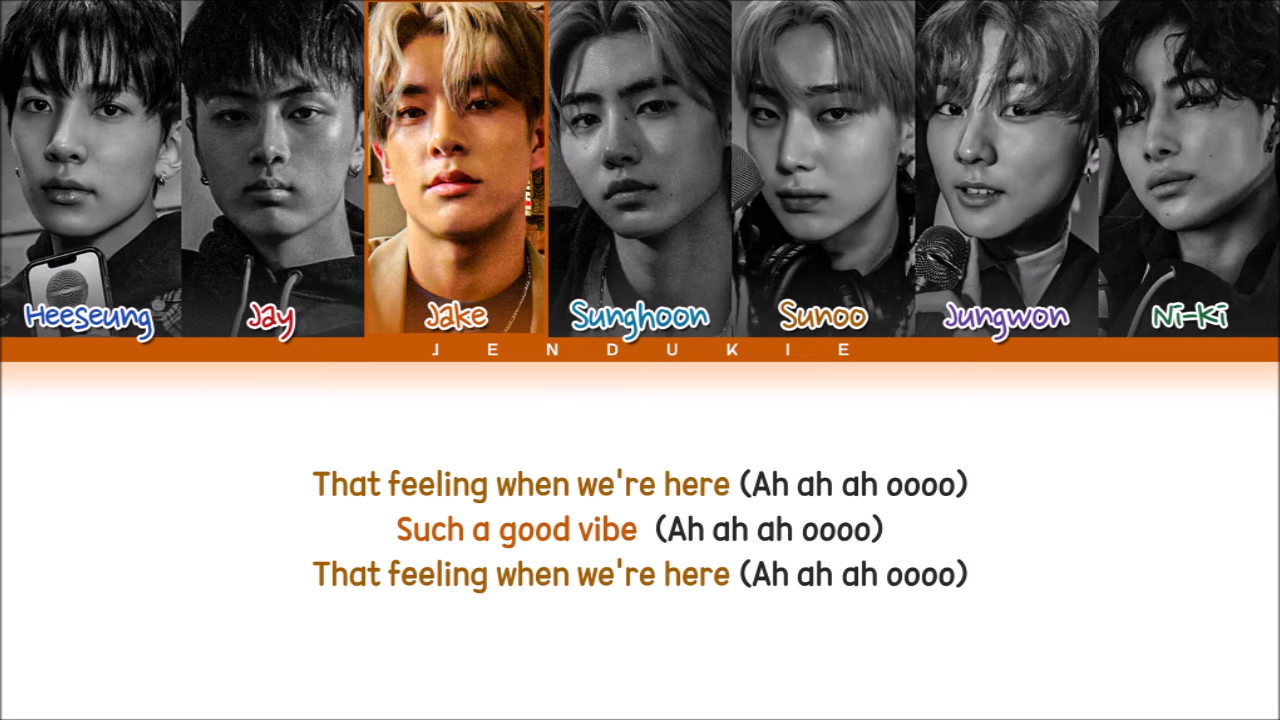 Heeseung Jay Jake Sunghoon Sunoo Jungwon Ni-Ki
JENDUKIE
That feeling when we're here (Ah ah ah oooo)
Such a good vibe (Ah ah ah oooo)
That feeling when we're here (Ah ah ah oooo)